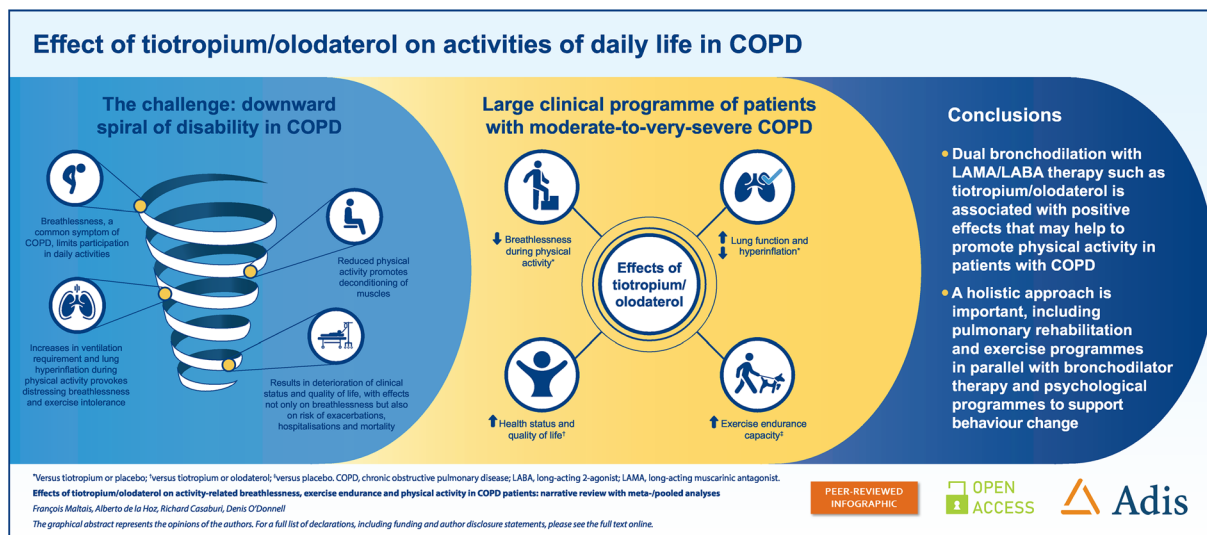 Effect of tiotropium/olodaterol on activities of daily life in COPD
The challenge: downward
spiral of disability in COPD
Breathlessness, a
common symptom of
COPD, limits participation
in daily activities
Reduced physical
activity promotes
deconditioning of
muscles
Increases in ventilation
requirement and lung
hyperinflation during
physical activity provokes
distressing breathlessness
and exercise intolerance
Results in deterioration of clinical
status and quality of life, with effects
not only on breathlessness but also
on risk of exacerbations,
hospitalisations and mortality
Large clinical programme of patients
with moderate-to-very-severe COPD
Breathlessness
during physical
activity*
Lung function and
hyperinflation*
Effects of
tiotropium/
olodaterol
Health status and
quality of life†
Exercise endurance
capacity‡
Conclusions
• Dual bronchodilation with
LAMA/LABA therapy such as
tiotropium/olodaterol is
associated with positive
effects that may help to
promote physical activity in
patients with COPD
• A holistic approach is
important, including
pulmonary rehabilitation
and exercise programmes
in parallel with bronchodilator
therapy and psychological
programmes to support
behaviour change
*Versus tiotropium or placebo; †versus tiotropium or olodaterol; ‡versus placebo. COPD, chronic obstructive pulmonary disease; LABA, long-acting 2-agonist; LAMA, long-acting muscarinic antagonist.
Effects of tiotropium/olodaterol on activity-related breathlessness, exercise endurance and physical activity in COPD patients: narrative review with meta-/pooled analyses
François Maltais, Alberto de la Hoz, Richard Casaburi, Denis O'Donnell
The graphical abstract represents the opinions of the authors. For a full list of declarations, including funding and author disclosure statements, please see the full text online.
PEER-REVIEWED
INFOGRAPHIC
OPEN
ACCESS
Adis